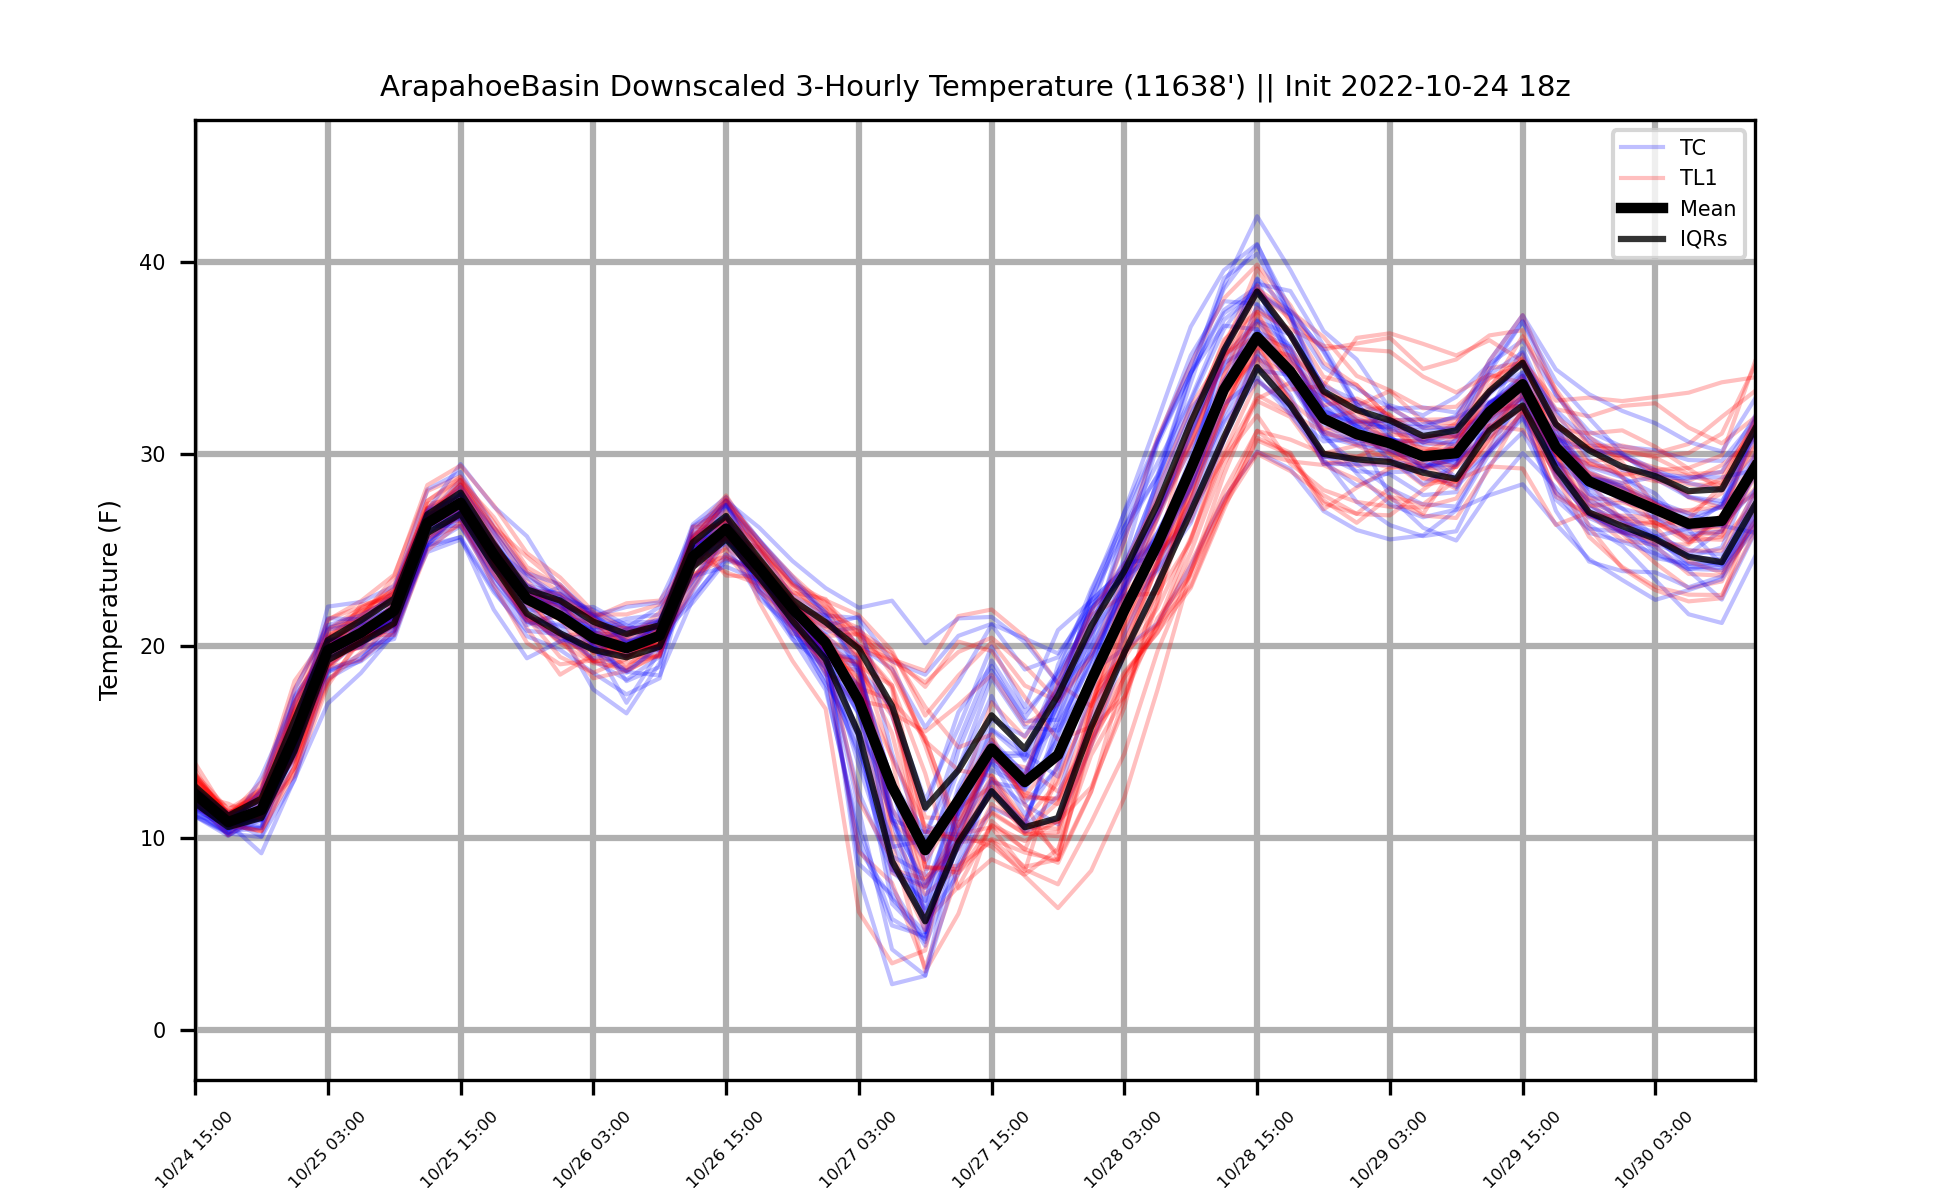 ArapahoeBasin Downscaled 3-Hourly Temperature (11638') || Init 2022-10-24 18z
TC
TL1
Mean
IQRs
Temperature (F)
40
30
20
10
0
10/24 15:00
10/25 03:00
10/25 15:00
10/26 03:00
10/26 15:00
10/27 03:00
10/27 15:00
10/28 03:00
10/28 15:00
10/29 03:00
10/29 15:00
10/30 03:00